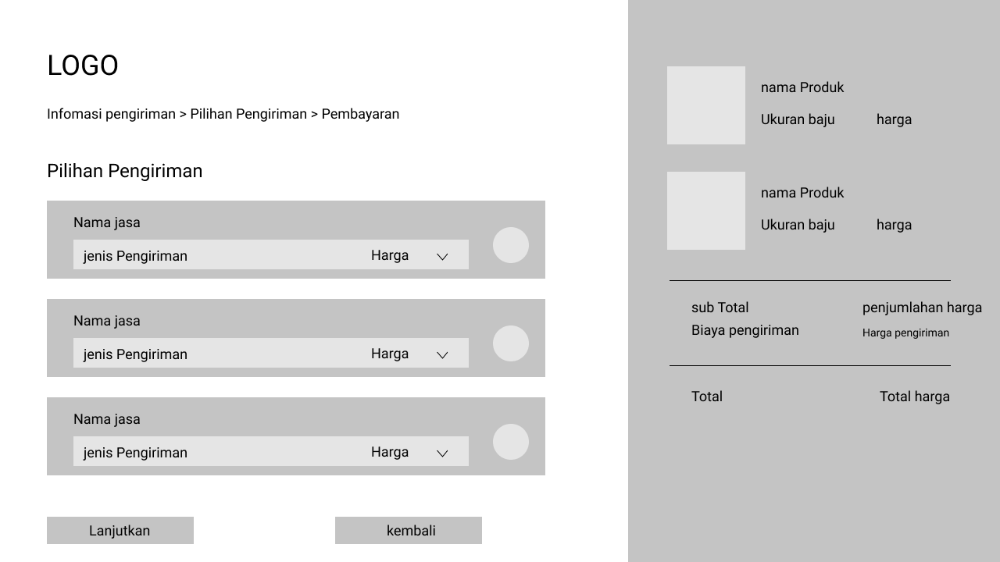 LOGO
Infomasi pengiriman > Pilihan Pengiriman > Pembayaran
Pilihan Pengiriman
Nama jasa
jenis Pengiriman Harga
Nama jasa
jenis Pengiriman Harga
Nama jasa
jenis Pengiriman Harga
Lanjutkan kembali
nama Produk
Ukuran baju harga
nama Produk
Ukuran baju harga
sub Total penjumlahan harga
Biaya pengiriman Harga pengiriman
Total Total harga